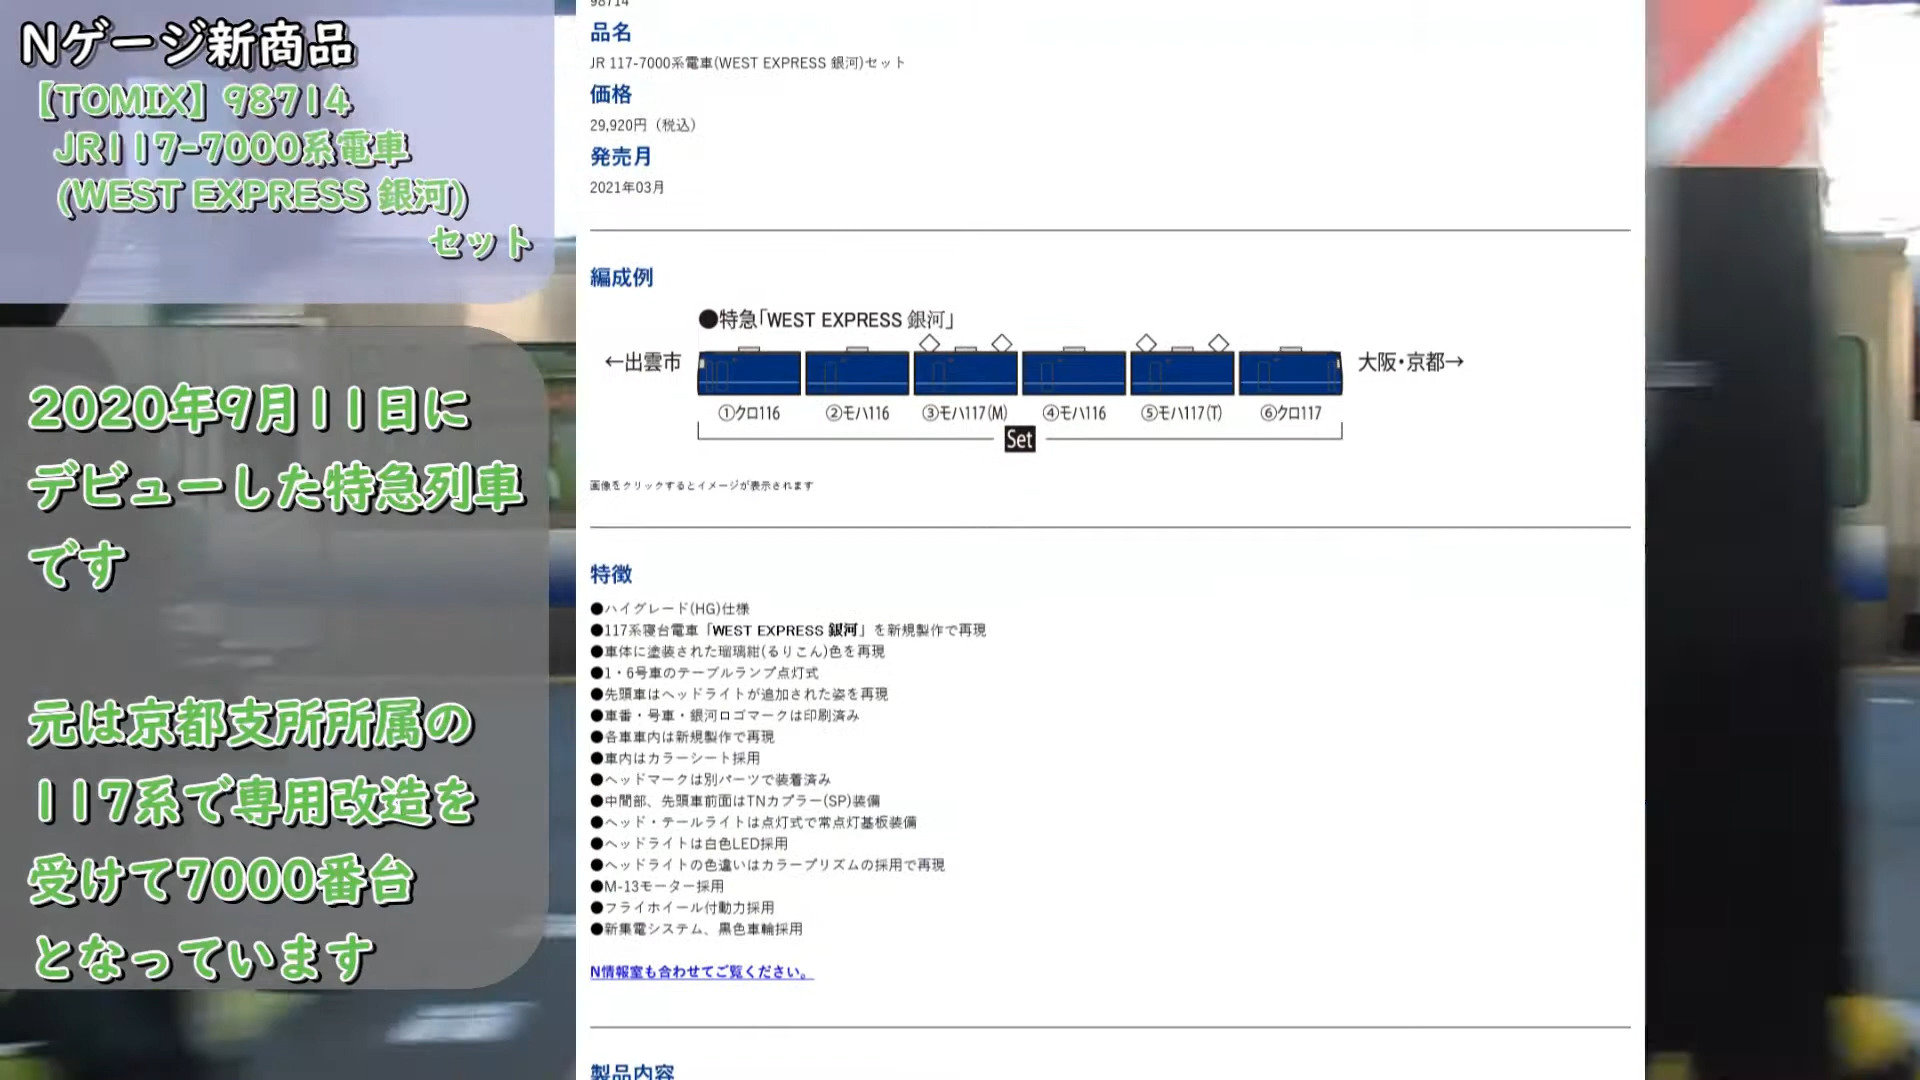 Nゲージ新商品
【TOMIX】98714
JR117-7000系電車
(WEST EXPRESS 銀河)
セット
2020年9月11日に
デビューした特急列車
です
元は京都支所所属の
117系で専用改造を
受けて7000番台
となっています
98714
品名
JR 117-7000系電車(WEST EXPRESS 銀河)セット
価格
29,920円（税込）
発売月
2021年03月
編成例
●特急「WEST EXPRESS 銀河」
←出雲市
大阪・京都→
①クロ116 ②モハ116 ③モハ117(M) ④モハ116 ⑤モハ117(T) ⑥クロ117
Set
画像をクリックするとイメージが表示されます
特徴
●ハイグレード(HG)仕様
●117系寝台電車「WEST EXPRESS 銀河」を新規製作で再現
●車体に塗装された瑠璃紺(るりこん)色を再現
●1・6号車のテーブルランプ点灯式
●先頭車はヘッドライトが追加された姿を再現
●車番・号車・銀河ロゴマークは印刷済み
●各車車内は新規製作で再現
●車内はカラーシート採用
●ヘッドマークは別パーツで装着済み
●中間部、先頭車前面はTNカプラー(SP)装備
●ヘッド・テールライトは点灯式で常点灯基板装備
●ヘッドライトは白色LED採用
●ヘッドライトの色違いはカラープリズムの採用で再現
●M-13モーター採用
●フライホイール付動力採用
●新集電システム、黒色車輪採用
N情報室も合わせてご覧ください。
製品内容